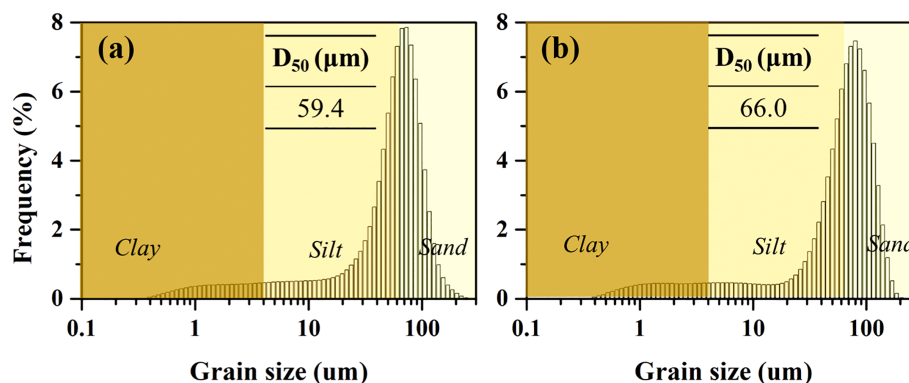 (a)
D50 (μm)
59.4
Frequency (%)
8
6
4
2
0
Clay
Silt
Sand
0.1
1
10
100
Grain size (um)
(b)
D50 (μm)
66.0
8
6
4
2
0
Clay
Silt
Sand
0.1
1
10
100
Grain size (um)